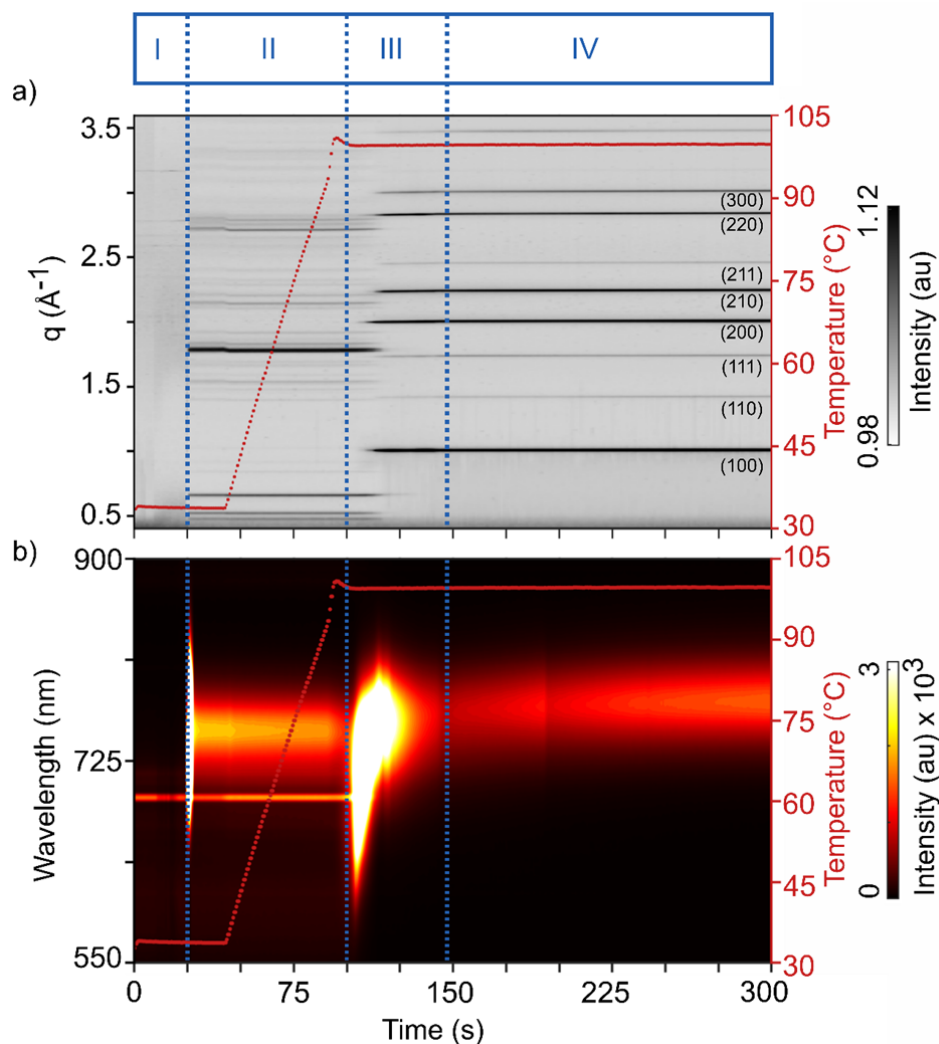 I II III IV
a)
3.5
2.5
1.5
0.5
q (Å⁻¹)
(300)
(220)
(211)
(210)
(200)
(111)
(110)
(100)
105
90
75
60
45
30
Temperature (°C)
1.12
0.98
Intensity (au)
b)
900
725
550
Wavelength (nm)
105
90
75
60
45
30
Temperature (°C)
3
0
Intensity (au) x 10³
0 75 150 225 300
Time (s)